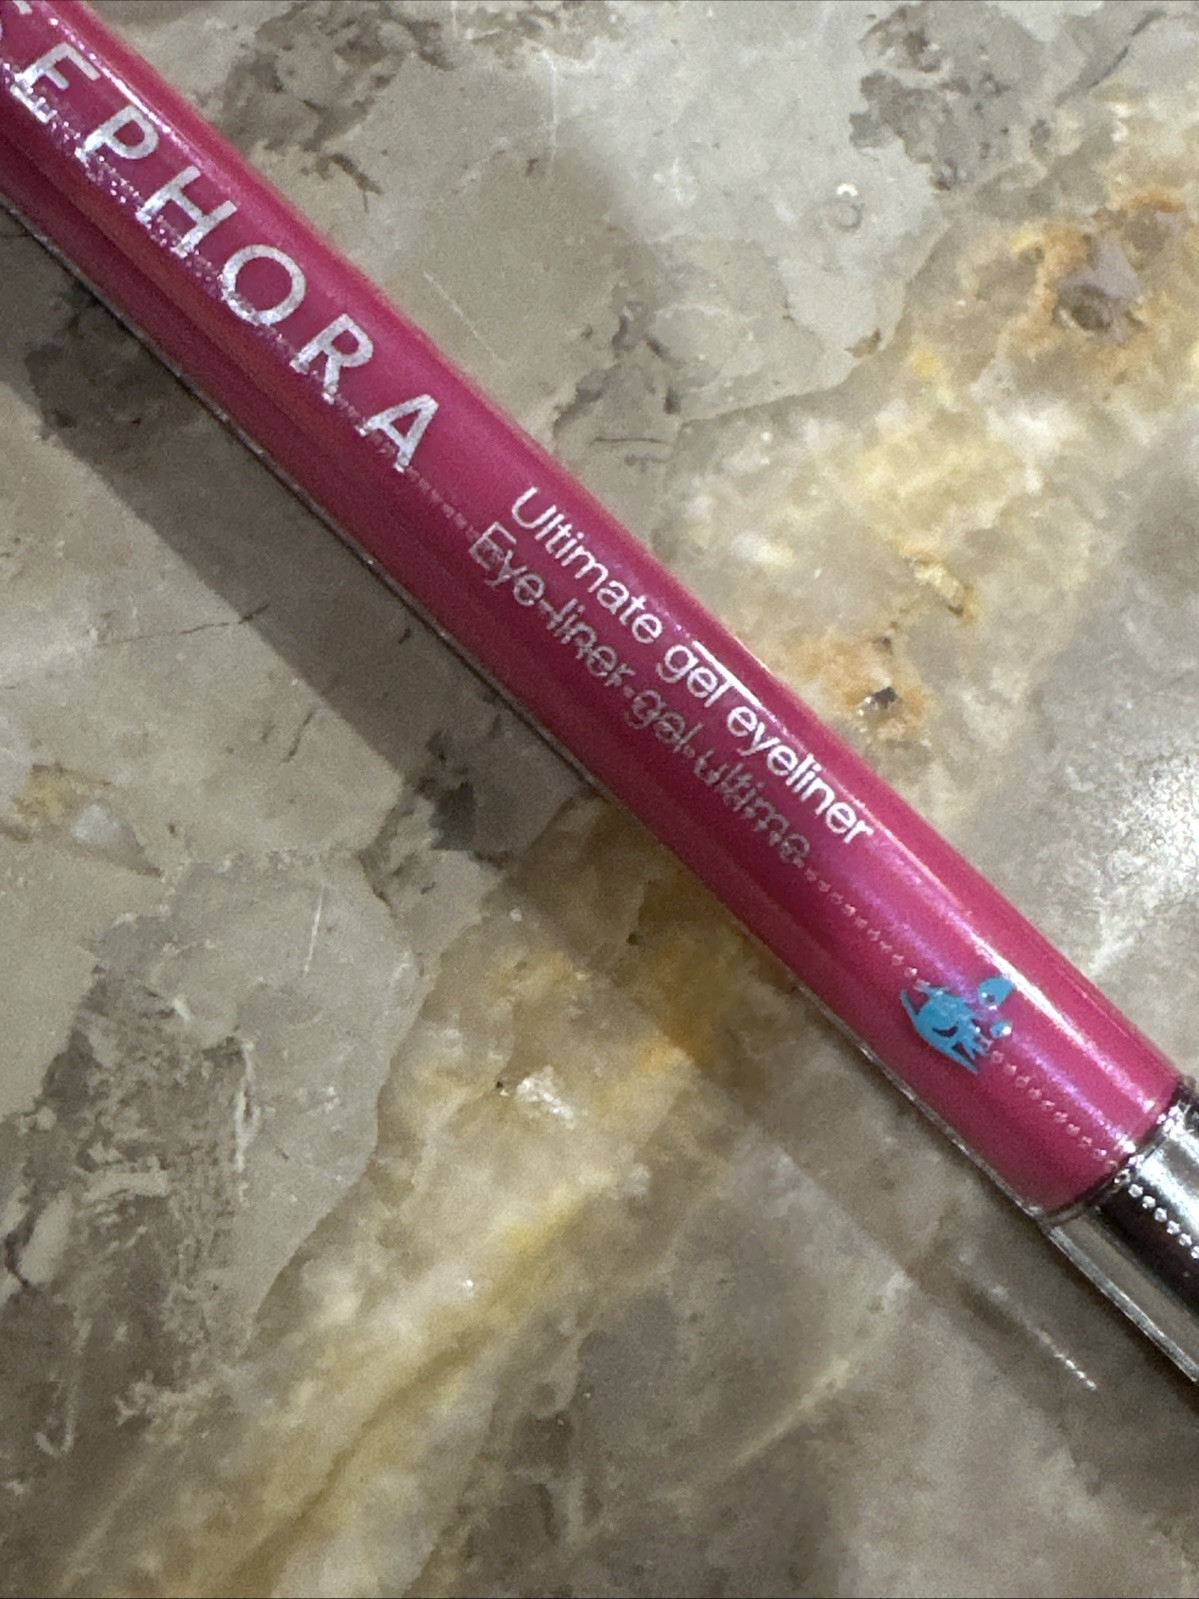 SEPHORA
Ultimate gel eyeliner
Eye-liner gel ultime